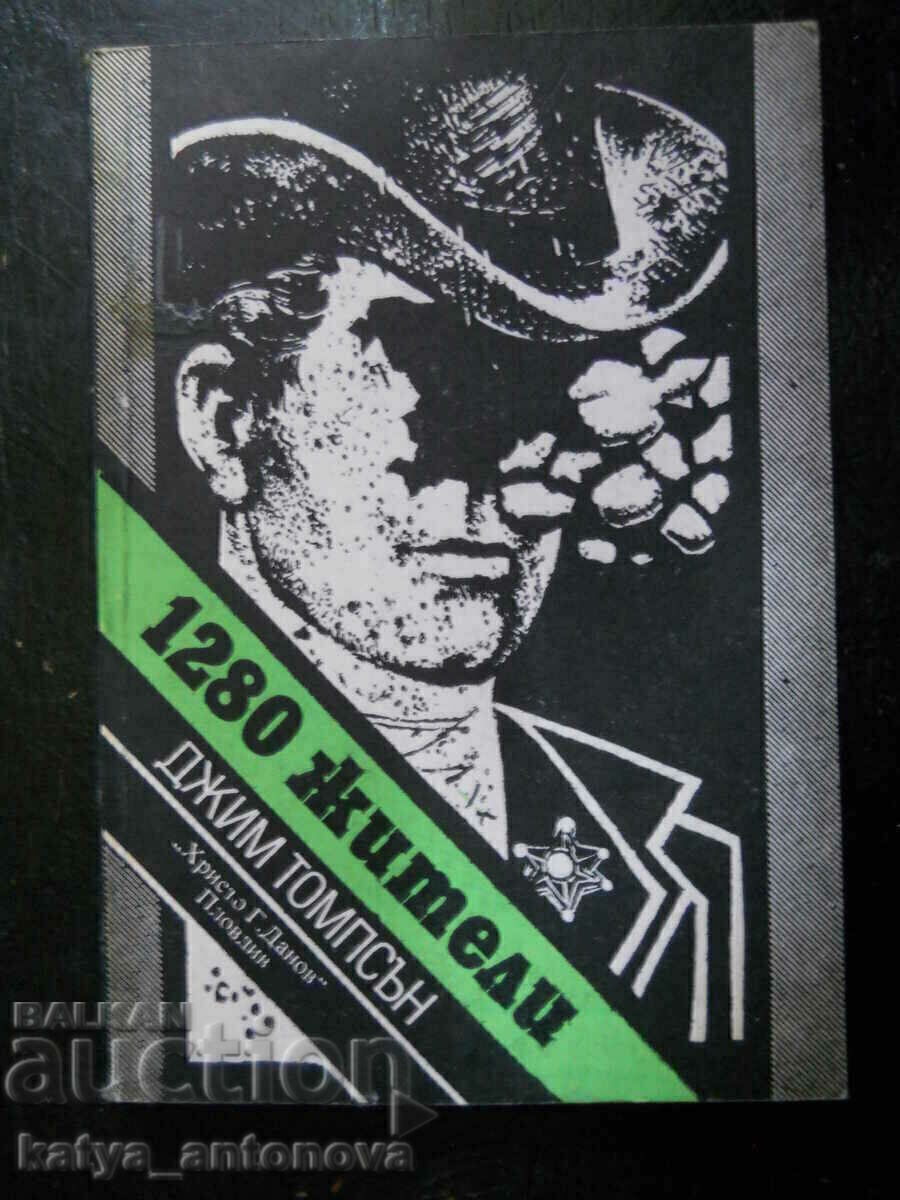 1280 жители
ДЖИМ ТОМПСЪН
„Христо Г. Данов“
Пловдив
BALKAN
auction
katya_antonova